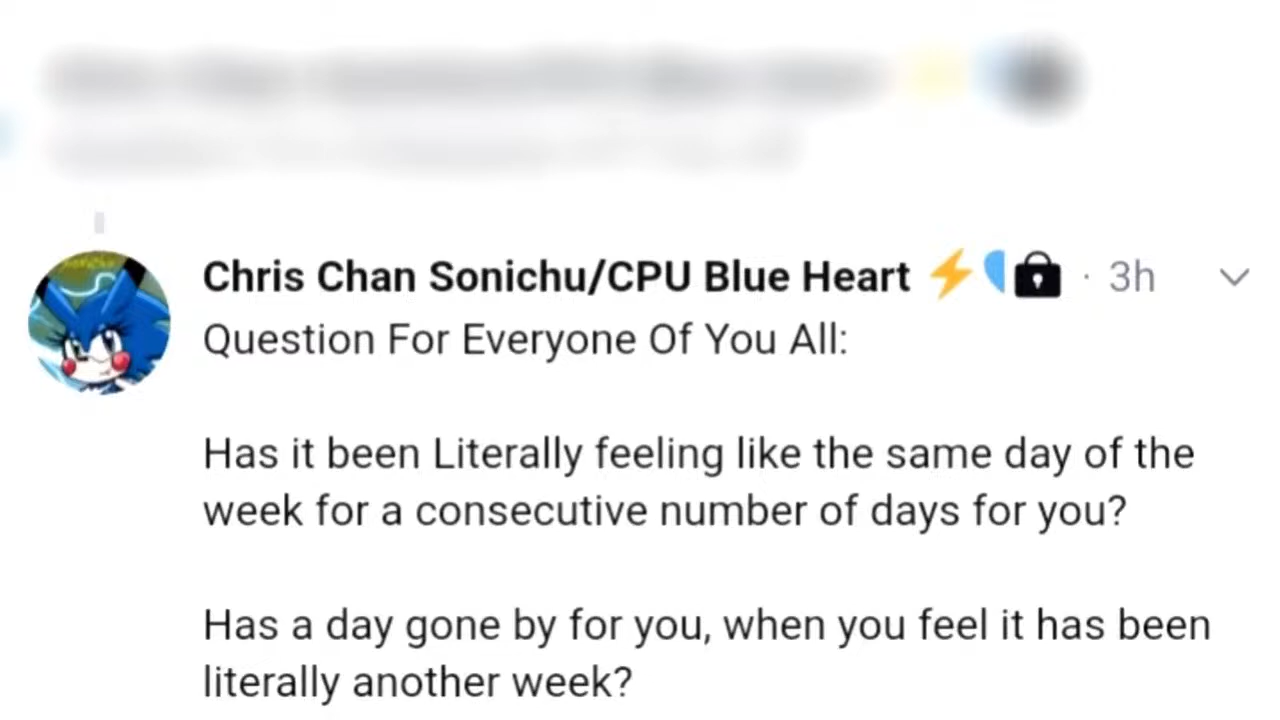 Chris Chan Sonichu/CPU Blue Heart ⚡🔒 · 3h
Question For Everyone Of You All:
Has it been Literally feeling like the same day of the
week for a consecutive number of days for you?
Has a day gone by for you, when you feel it has been
literally another week?